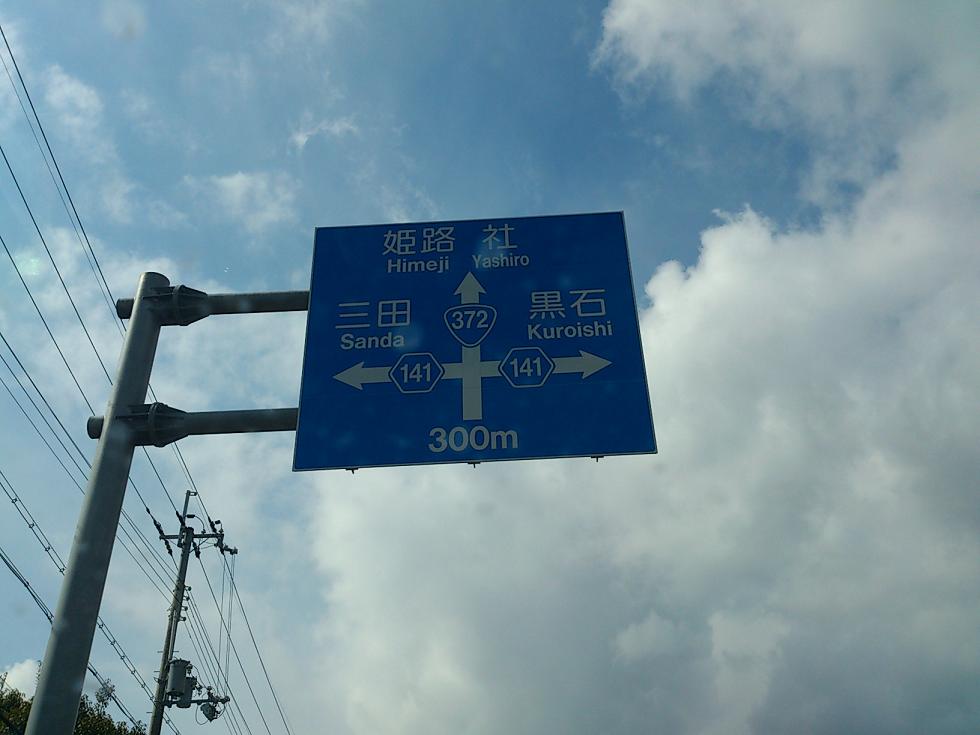 姫路 社
Himeji Yashiro
三田 372 黒石
Sanda Kuroishi
141 141
300m